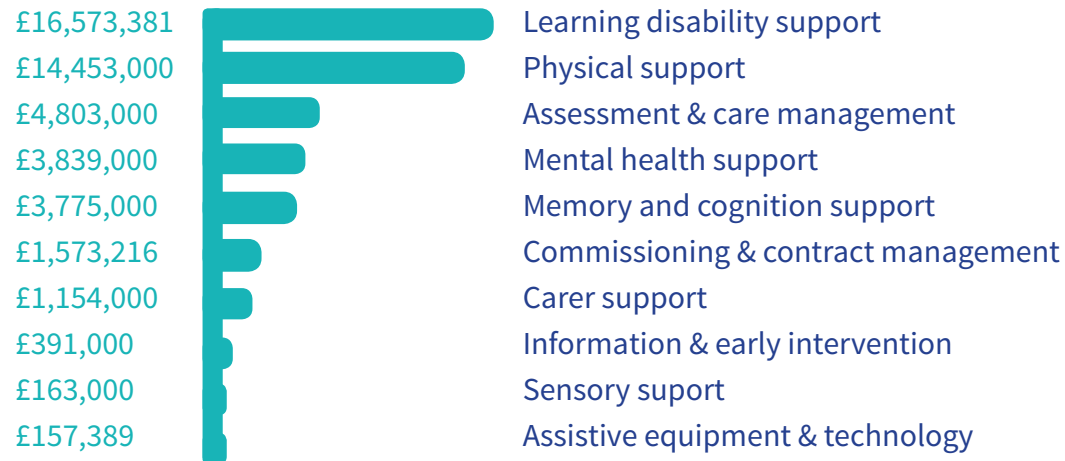 £16,573,381 Learning disability support
£14,453,000 Physical support
£4,803,000 Assessment & care management
£3,839,000 Mental health support
£3,775,000 Memory and cognition support
£1,573,216 Commissioning & contract management
£1,154,000 Carer support
£391,000 Information & early intervention
£163,000 Sensory suport
£157,389 Assistive equipment & technology